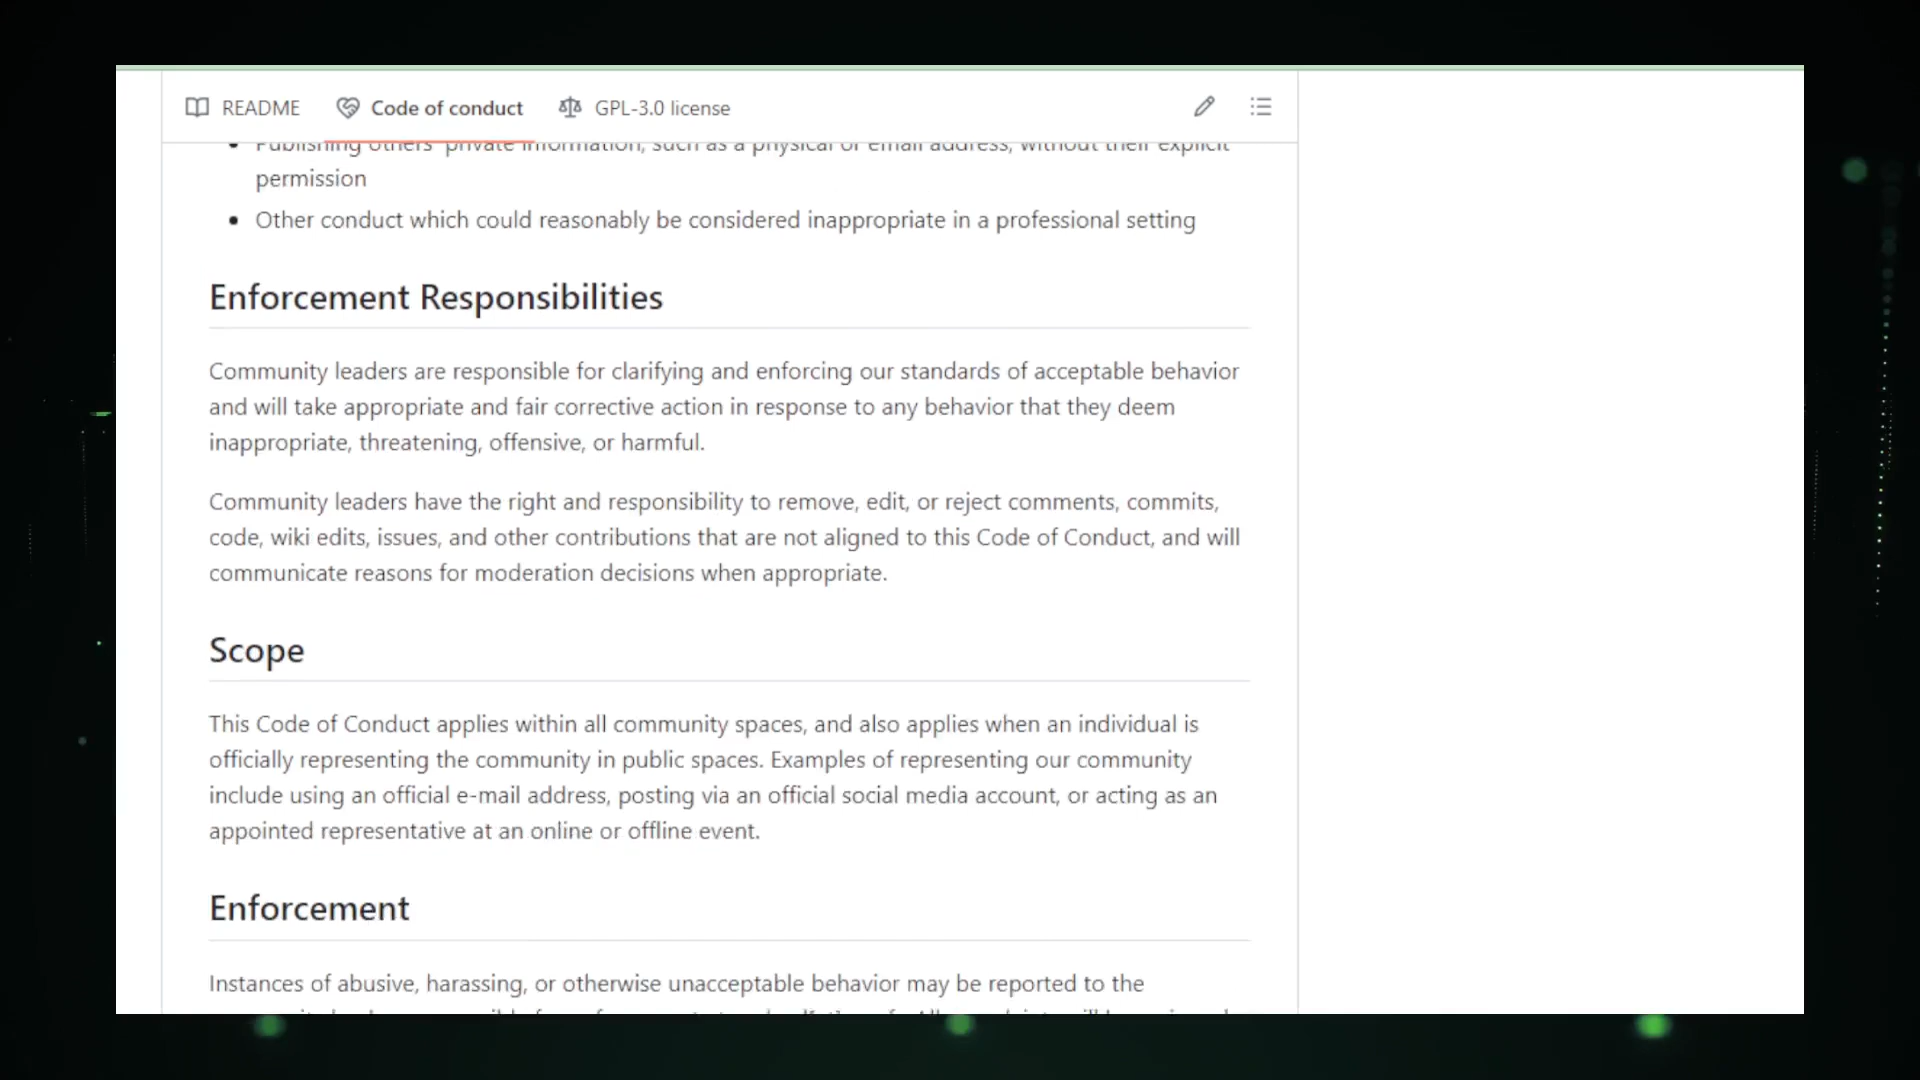 README Code of conduct GPL-3.0 license
Publishing others' private information, such as a physical or email address, without their explicit
permission
Other conduct which could reasonably be considered inappropriate in a professional setting
Enforcement Responsibilities
Community leaders are responsible for clarifying and enforcing our standards of acceptable behavior
and will take appropriate and fair corrective action in response to any behavior that they deem
inappropriate, threatening, offensive, or harmful.
Community leaders have the right and responsibility to remove, edit, or reject comments, commits,
code, wiki edits, issues, and other contributions that are not aligned to this Code of Conduct, and will
communicate reasons for moderation decisions when appropriate.
Scope
This Code of Conduct applies within all community spaces, and also applies when an individual is
officially representing the community in public spaces. Examples of representing our community
include using an official e-mail address, posting via an official social media account, or acting as an
appointed representative at an online or offline event.
Enforcement
Instances of abusive, harassing, or otherwise unacceptable behavior may be reported to the